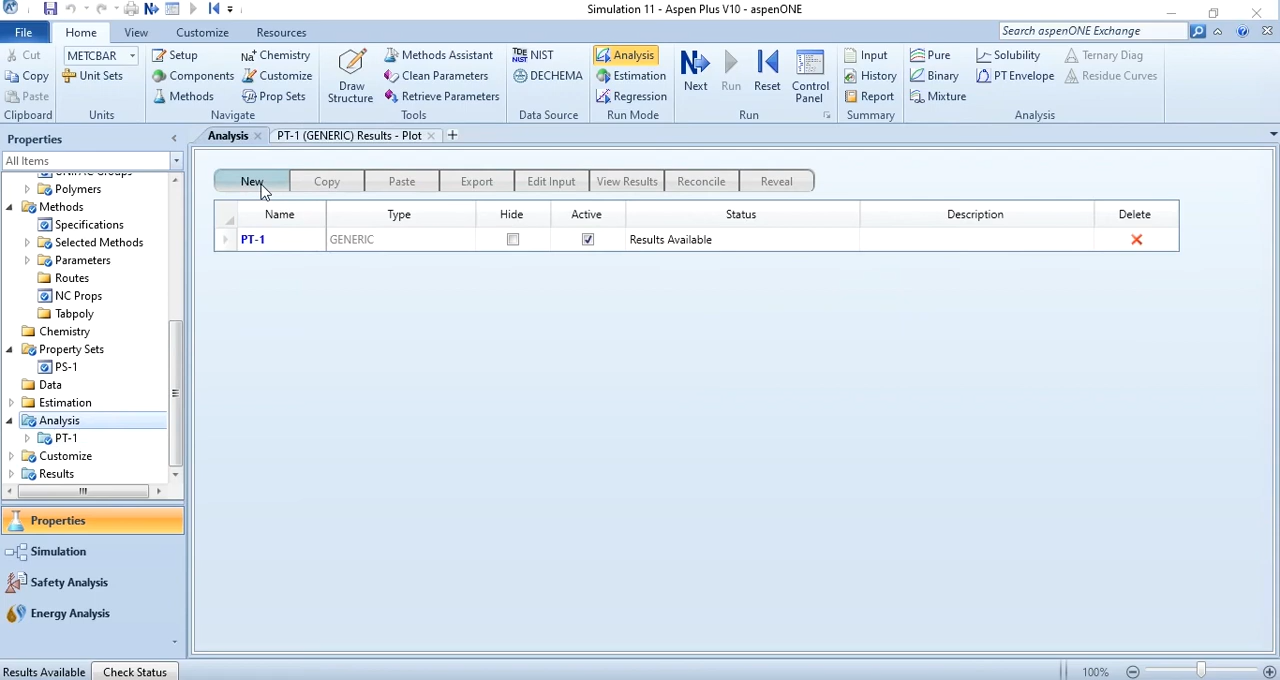 Simulation 11 - Aspen Plus V10 - aspenONE
File Home View Customize Resources Search aspenONE Exchange
Cut METCBAR Setup Chemistry Methods Assistant NIST Analysis Input Pure Solubility Ternary Diag
Copy Unit Sets Components Customize Draw Structure Clean Parameters DECHEMA Estimation Next Run Reset Control Panel History Binary PT Envelope Residue Curves
Paste Methods Prop Sets Retrieve Parameters Regression Report Mixture
Clipboard Units Navigate Tools Data Source Run Mode Run Summary Analysis
Properties Analysis PT-1 (GENERIC) Results - Plot
All Items
Polymers
Methods
Specifications
Selected Methods
Parameters
Routes
NC Props
Tabpoly
Chemistry
Property Sets
PS-1
Data
Estimation
Analysis
PT-1
Customize
Results
Properties
Simulation
Safety Analysis
Energy Analysis
New Copy Paste Export Edit Input View Results Reconcile Reveal
Name Type Hide Active Status Description Delete
PT-1 GENERIC Results Available
Results Available Check Status 100%